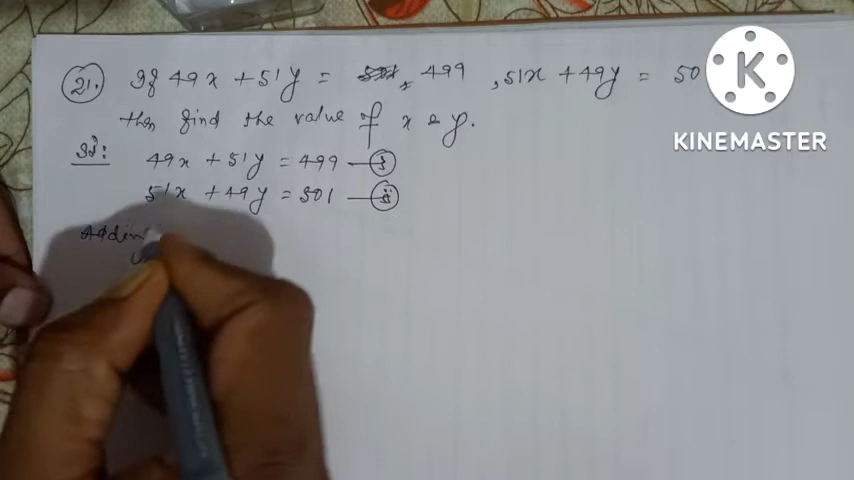 21. If 49x + 51y = 499, 51x + 49y = 50
then find the value of x & y.
Sol: 49x + 51y = 499 — (i)
51x + 49y = 501 — (ii)
Adding
K
KINEMASTER